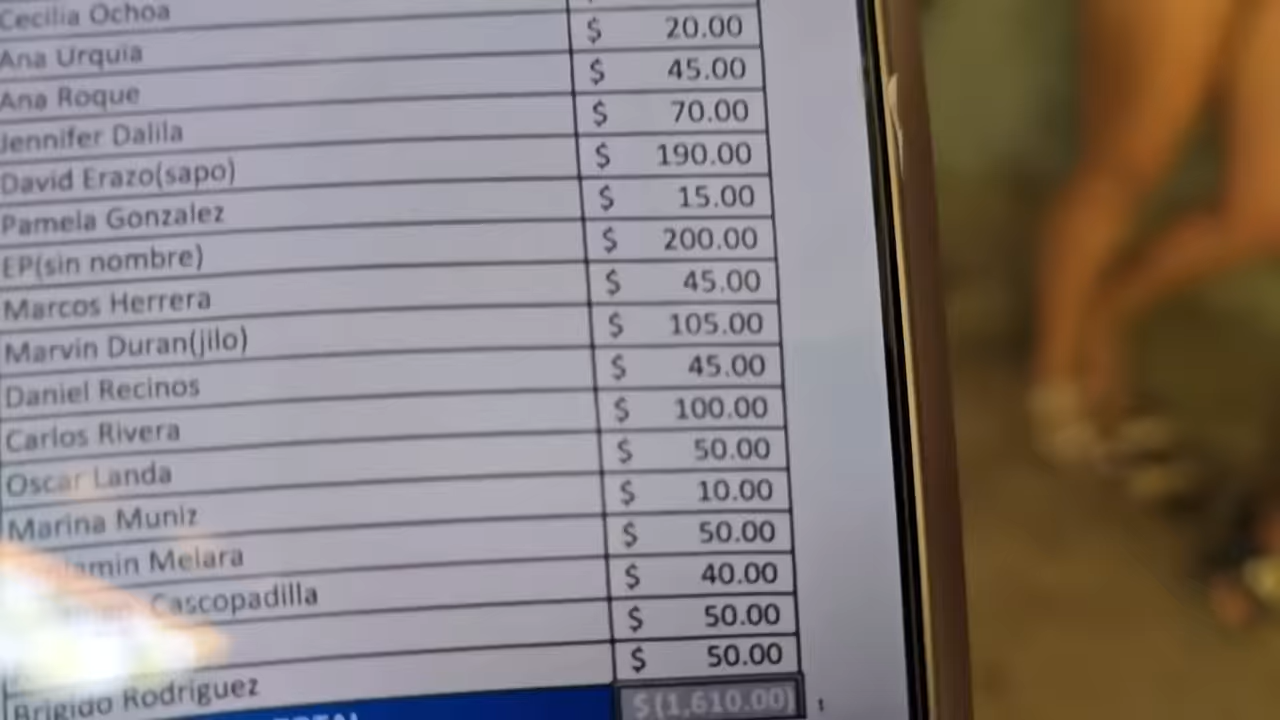 Cecilia Ochoa
Ana Urquia $ 20.00
Ana Roque $ 45.00
Jennifer Dalila $ 70.00
David Erazo(sapo) $ 190.00
Pamela Gonzalez $ 15.00
EP(sin nombre) $ 200.00
Marcos Herrera $ 45.00
Marvin Duran(jilo) $ 105.00
Daniel Recinos $ 45.00
Carlos Rivera $ 100.00
Oscar Landa $ 50.00
Marina Muniz $ 10.00
Melara $ 50.00
Cascopadilla $ 40.00
$ 50.00
Brigido Rodriguez $ 50.00
$(1,610.00)